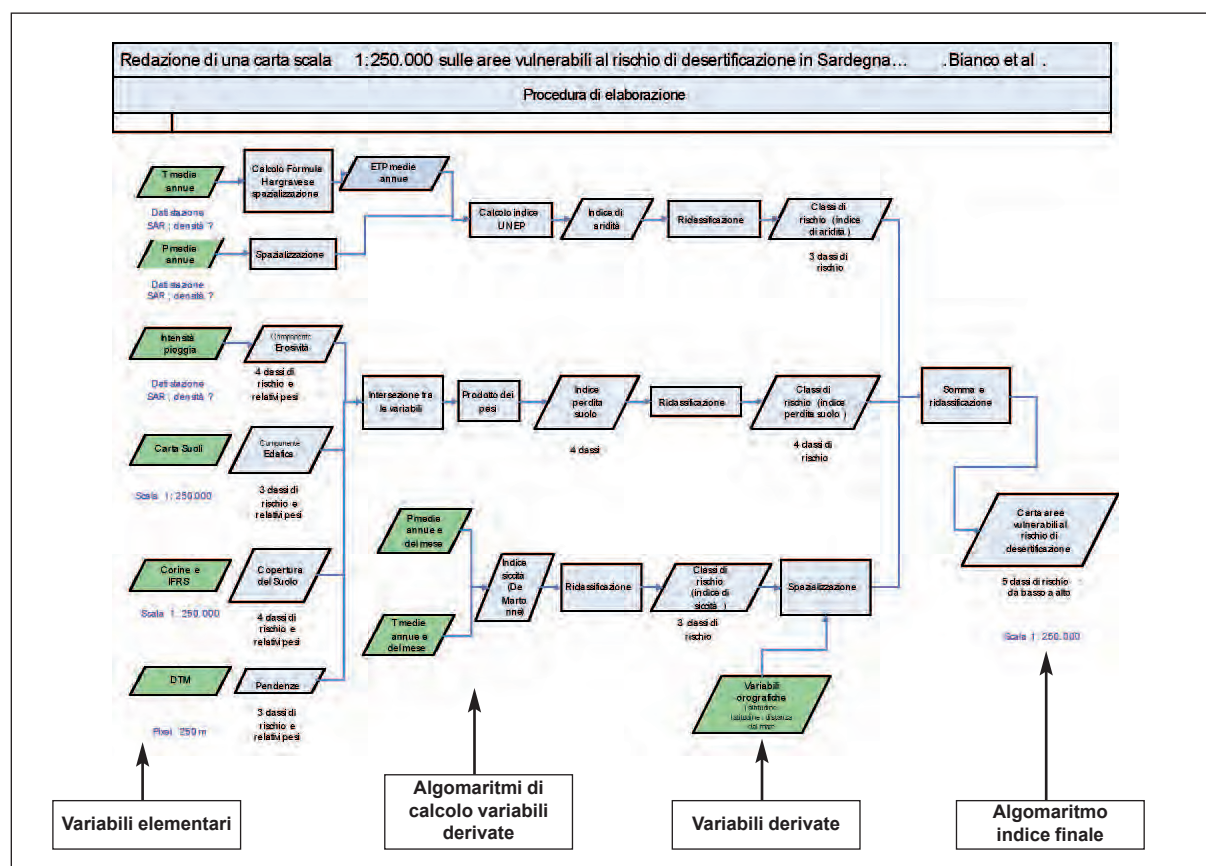 Redazione di una carta scala 1:250.000 sulle aree vulnerabili al rischio di desertificazione in Sardegna... .Bianco et al .
Procedura di elaborazione
T medie
annue
Calcolo Formule
Hargraves e
spazializzazione
ETP medie
annue
Dati stazione
SAR ; densità ?
P medie
annue
Spazializzazione
Calcolo indice
UNEP
Indice di
aridità
Riclassificazione
Classi di
rischio (indice
di aridità )
3 classi di
rischio
Dati stazione
SAR ; densità ?
Intensità
pioggia
Componente
Erosività
4 classi di
rischio e
relativi pesi
Dati stazione
SAR ; densità ?
Intersezione tra
le variabili
Prodotto dei
pesi
Indice
perdita
suolo
4 classi
Riclassificazione
Classi di
rischio (indice
perdita suolo )
4 classi di
rischio
Somma e
riclassificazione
Carta Suoli
Componente
Edafica
Scala 1: 250.000
3 classi di
rischio e
relativi pesi
P medie
annue e
del mese
Carta aree
vulnerabili al
rischio di
desertificazione
5 classi di rischio
da basso a alto
Scala 1: 250.000
Corine e
IFRS
Copertura
del Suolo
Scala 1: 250.000
4 classi di
rischio e
relativi pesi
Indice
siccità
(De
Marto
nne)
Riclassificazione
Classi di
rischio
(indice di
siccità )
3 classi di
rischio
Spazializzazione
T medie
annue e
del mese
DTM
Pendenze
Pixel 250 m
3 classi di
rischio e
relativi pesi
Variabili
orografiche
latitudine , distanza
dal mare
Variabili elementari
Algomaritmi di
calcolo variabili
derivate
Variabili derivate
Algomaritmo
indice finale